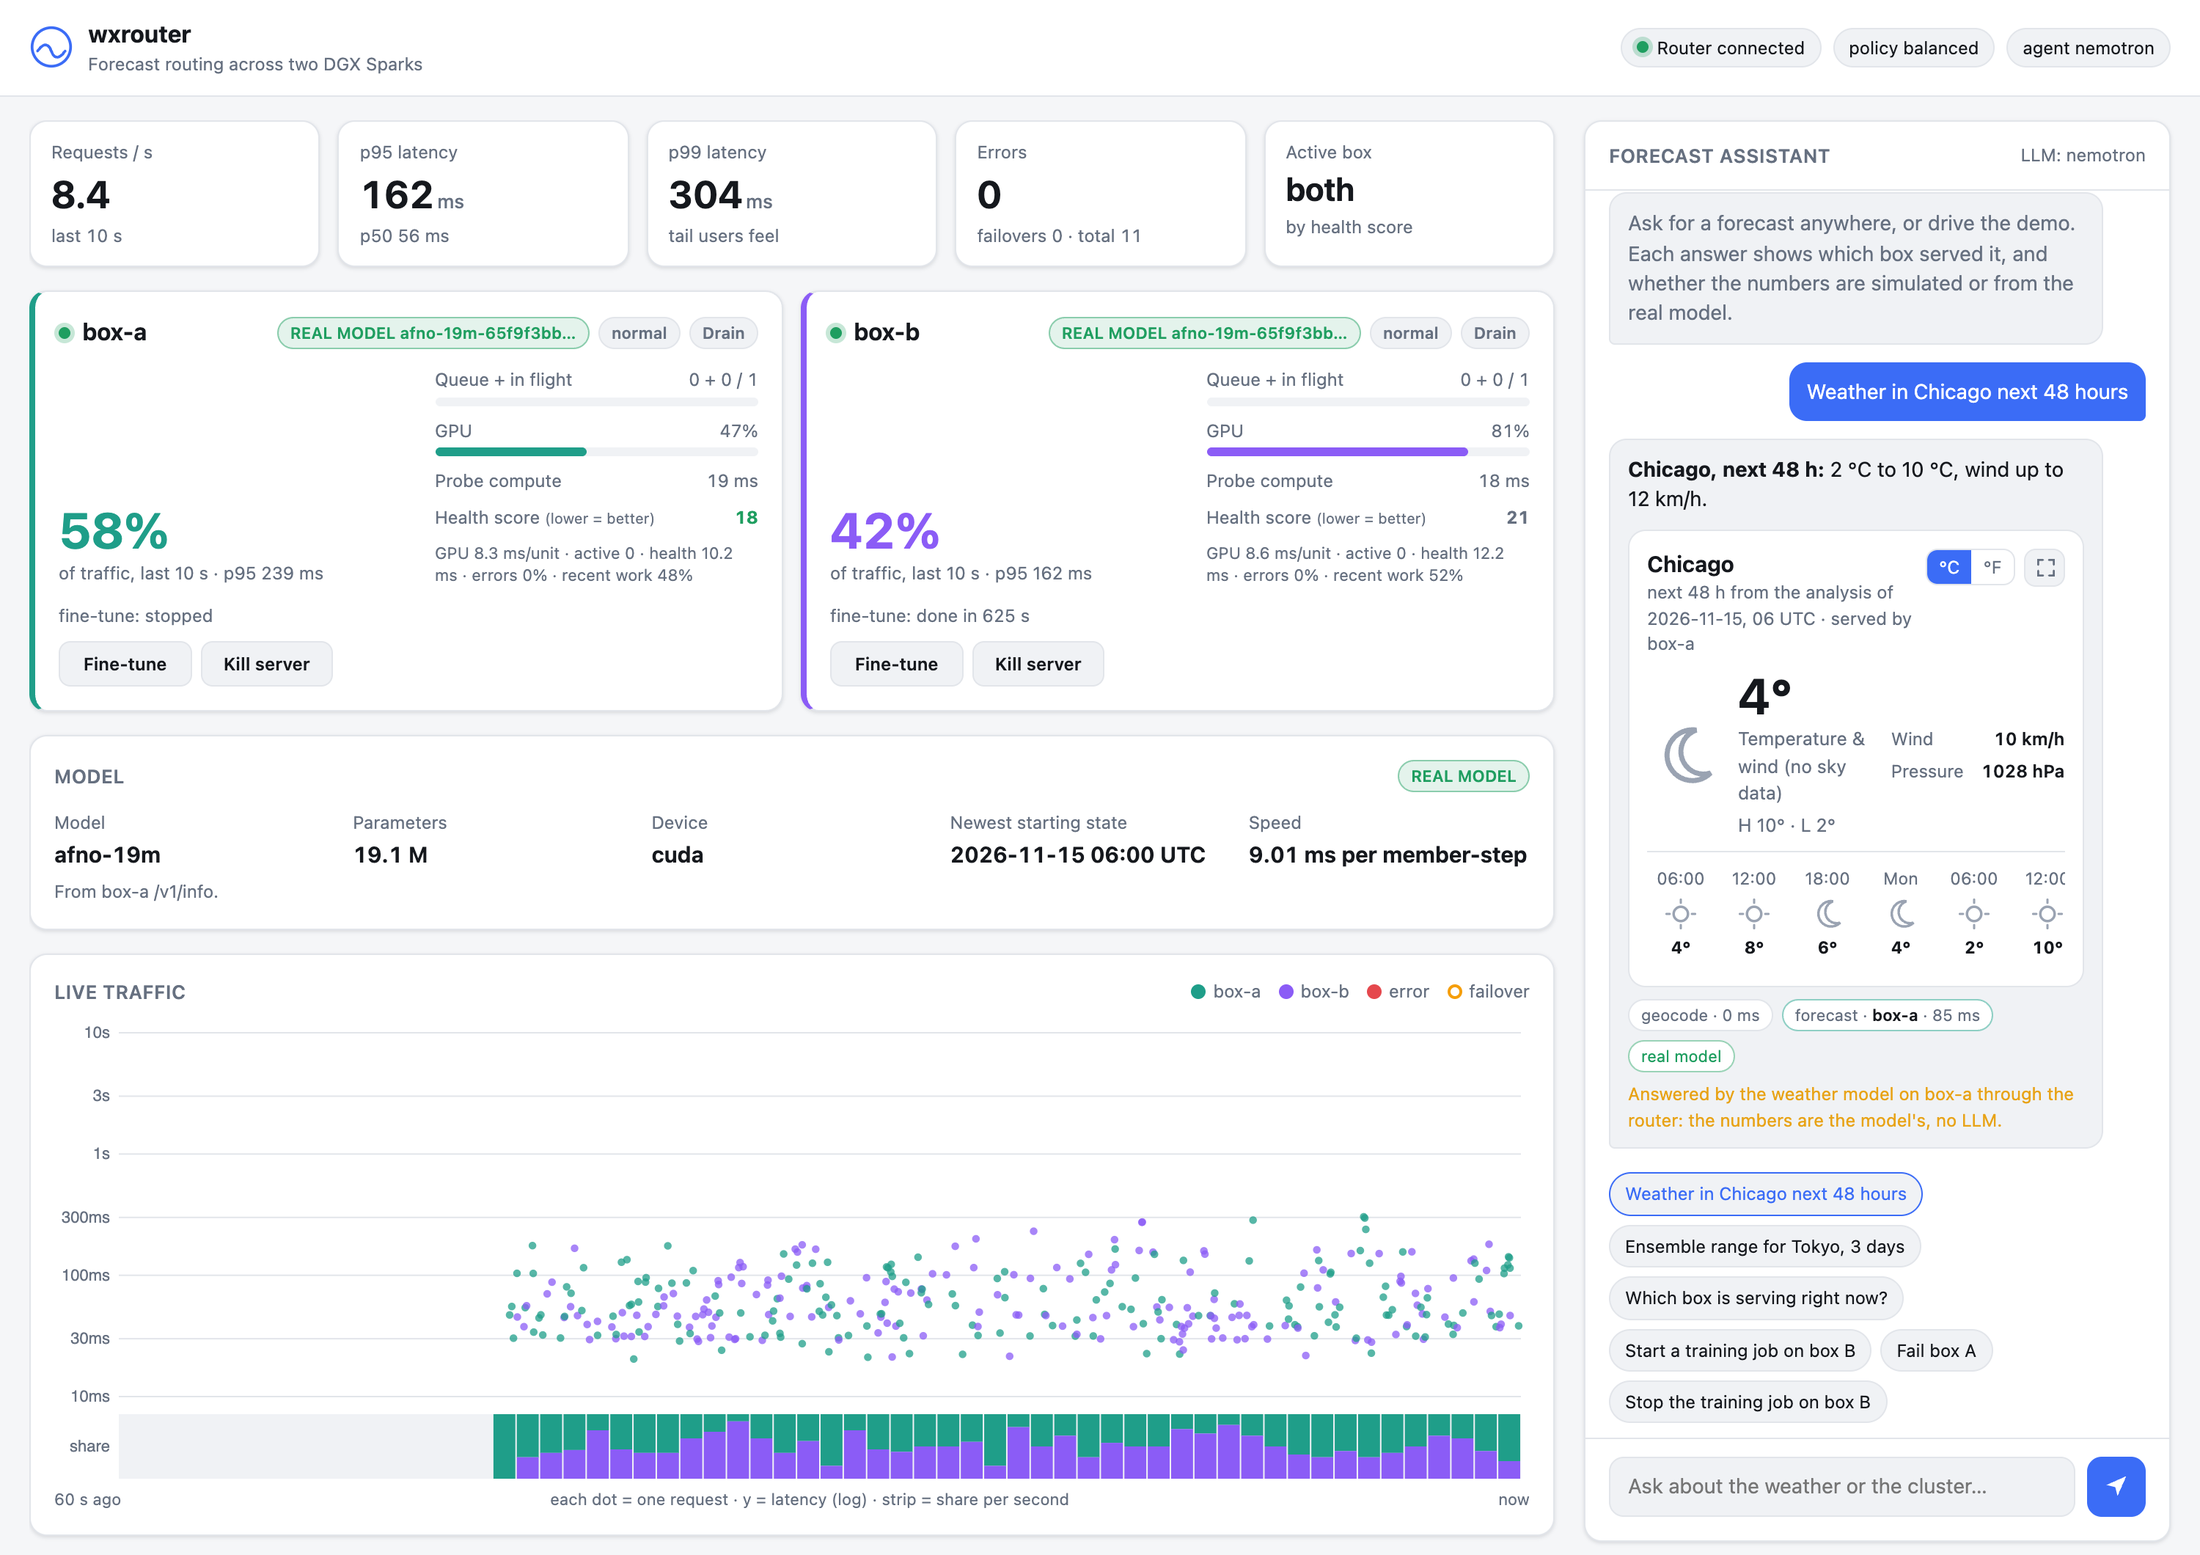 wxrouter
Forecast routing across two DGX Sparks
Router connected
policy balanced
agent nemotron
Requests / s
8.4
last 10 s
p95 latency
162 ms
p50 56 ms
p99 latency
304 ms
tail users feel
Errors
0
failovers 0 · total 11
Active box
both
by health score
box-a
REAL MODEL afno-19m-65f9f3bb...
normal
Drain
Queue + in flight
0 + 0 / 1
GPU
47%
Probe compute
19 ms
Health score (lower = better)
18
GPU 8.3 ms/unit · active 0 · health 10.2
ms · errors 0% · recent work 48%
58%
of traffic, last 10 s · p95 239 ms
fine-tune: stopped
Fine-tune
Kill server
box-b
REAL MODEL afno-19m-65f9f3bb...
normal
Drain
Queue + in flight
0 + 0 / 1
GPU
81%
Probe compute
18 ms
Health score (lower = better)
21
GPU 8.6 ms/unit · active 0 · health 12.2
ms · errors 0% · recent work 52%
42%
of traffic, last 10 s · p95 162 ms
fine-tune: done in 625 s
Fine-tune
Kill server
MODEL
REAL MODEL
Model
afno-19m
Parameters
19.1 M
Device
cuda
Newest starting state
2026-11-15 06:00 UTC
Speed
9.01 ms per member-step
From box-a /v1/info.
LIVE TRAFFIC
box-a
box-b
error
failover
10s
3s
1s
300ms
100ms
30ms
10ms
share
60 s ago
each dot = one request · y = latency (log) · strip = share per second
now
FORECAST ASSISTANT
LLM: nemotron
Ask for a forecast anywhere, or drive the demo.
Each answer shows which box served it, and
whether the numbers are simulated or from the
real model.
Weather in Chicago next 48 hours
Chicago, next 48 h: 2 °C to 10 °C, wind up to
12 km/h.
Chicago
°C
°F
next 48 h from the analysis of
2026-11-15, 06 UTC · served by
box-a
4°
Temperature &
wind (no sky
data)
H 10° · L 2°
Wind
10 km/h
Pressure
1028 hPa
06:00 12:00 18:00 Mon 06:00 12:00
4° 8° 6° 4° 2° 10°
geocode · 0 ms
forecast · box-a · 85 ms
real model
Answered by the weather model on box-a through the
router: the numbers are the model's, no LLM.
Weather in Chicago next 48 hours
Ensemble range for Tokyo, 3 days
Which box is serving right now?
Start a training job on box B
Fail box A
Stop the training job on box B
Ask about the weather or the cluster...